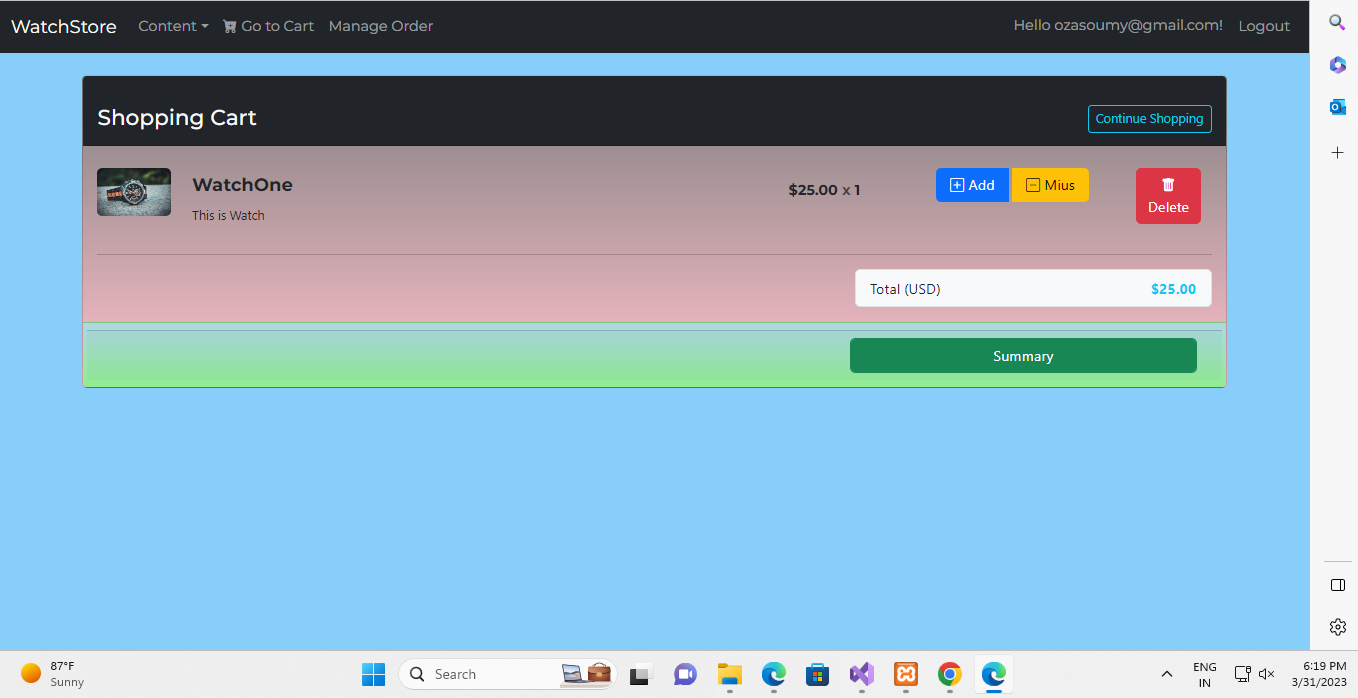 WatchStore Content Go to Cart Manage Order Hello ozasoumy@gmail.com! Logout
Shopping Cart Continue Shopping
WatchOne $25.00 x 1 Add Mius Delete
This is Watch
Total (USD) $25.00
Summary
87°F Search ENG 6:19 PM
Sunny IN 3/31/2023